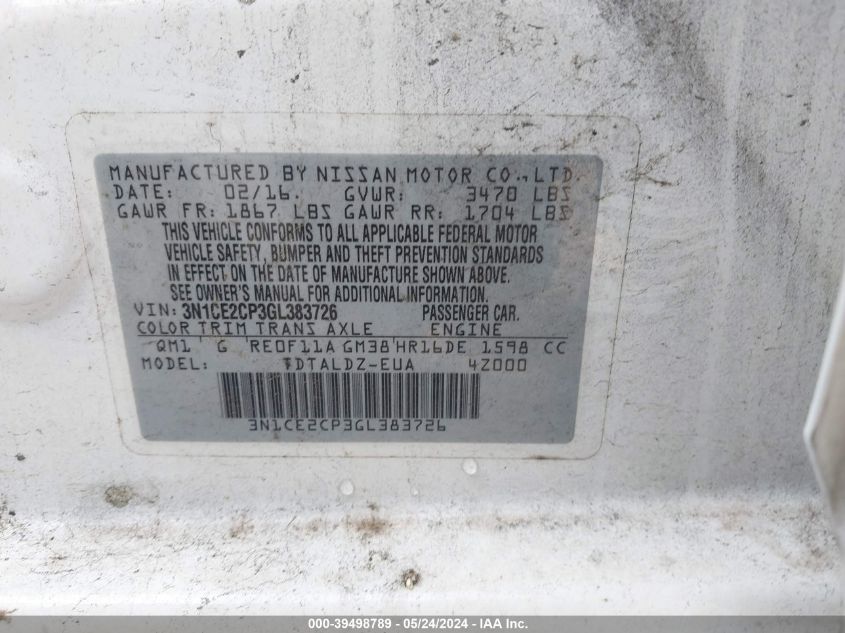 MANUFACTURED BY NISSAN MOTOR CO., LTD.
DATE: 02/16. GVWR: 3470 LBS
GAWR FR: 1867 LBS GAWR RR: 1704 LBS
THIS VEHICLE CONFORMS TO ALL APPLICABLE FEDERAL MOTOR
VEHICLE SAFETY, BUMPER AND THEFT PREVENTION STANDARDS
IN EFFECT ON THE DATE OF MANUFACTURE SHOWN ABOVE.
SEE OWNER'S MANUAL FOR ADDITIONAL INFORMATION.
VIN: 3N1CE2CP3GL383726 PASSENGER CAR.
COLOR TRIM TRANS AXLE ENGINE
QM1 G RE0F11A GM38 HR16DE 1598 CC
MODEL: TDTALDZ-EUA 4Z000
3N1CE2CP3GL383726
000-39498789 - 05/24/2024 - IAA Inc.